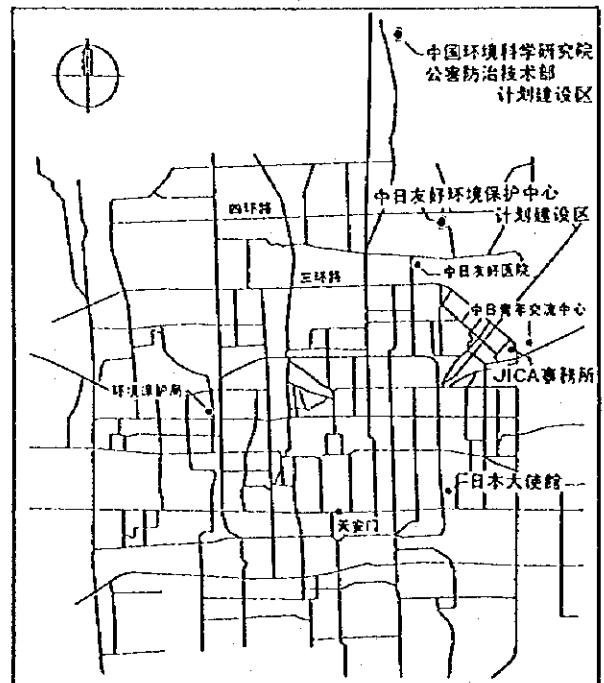 中国环境科学研究院
公害防治技术部
计划建设区
中日友好环境保护中心
计划建设区
四环路
中日友好医院
三环路
中日青年交流中心
JICA事務所
环境保护局
日本大使館
天安门